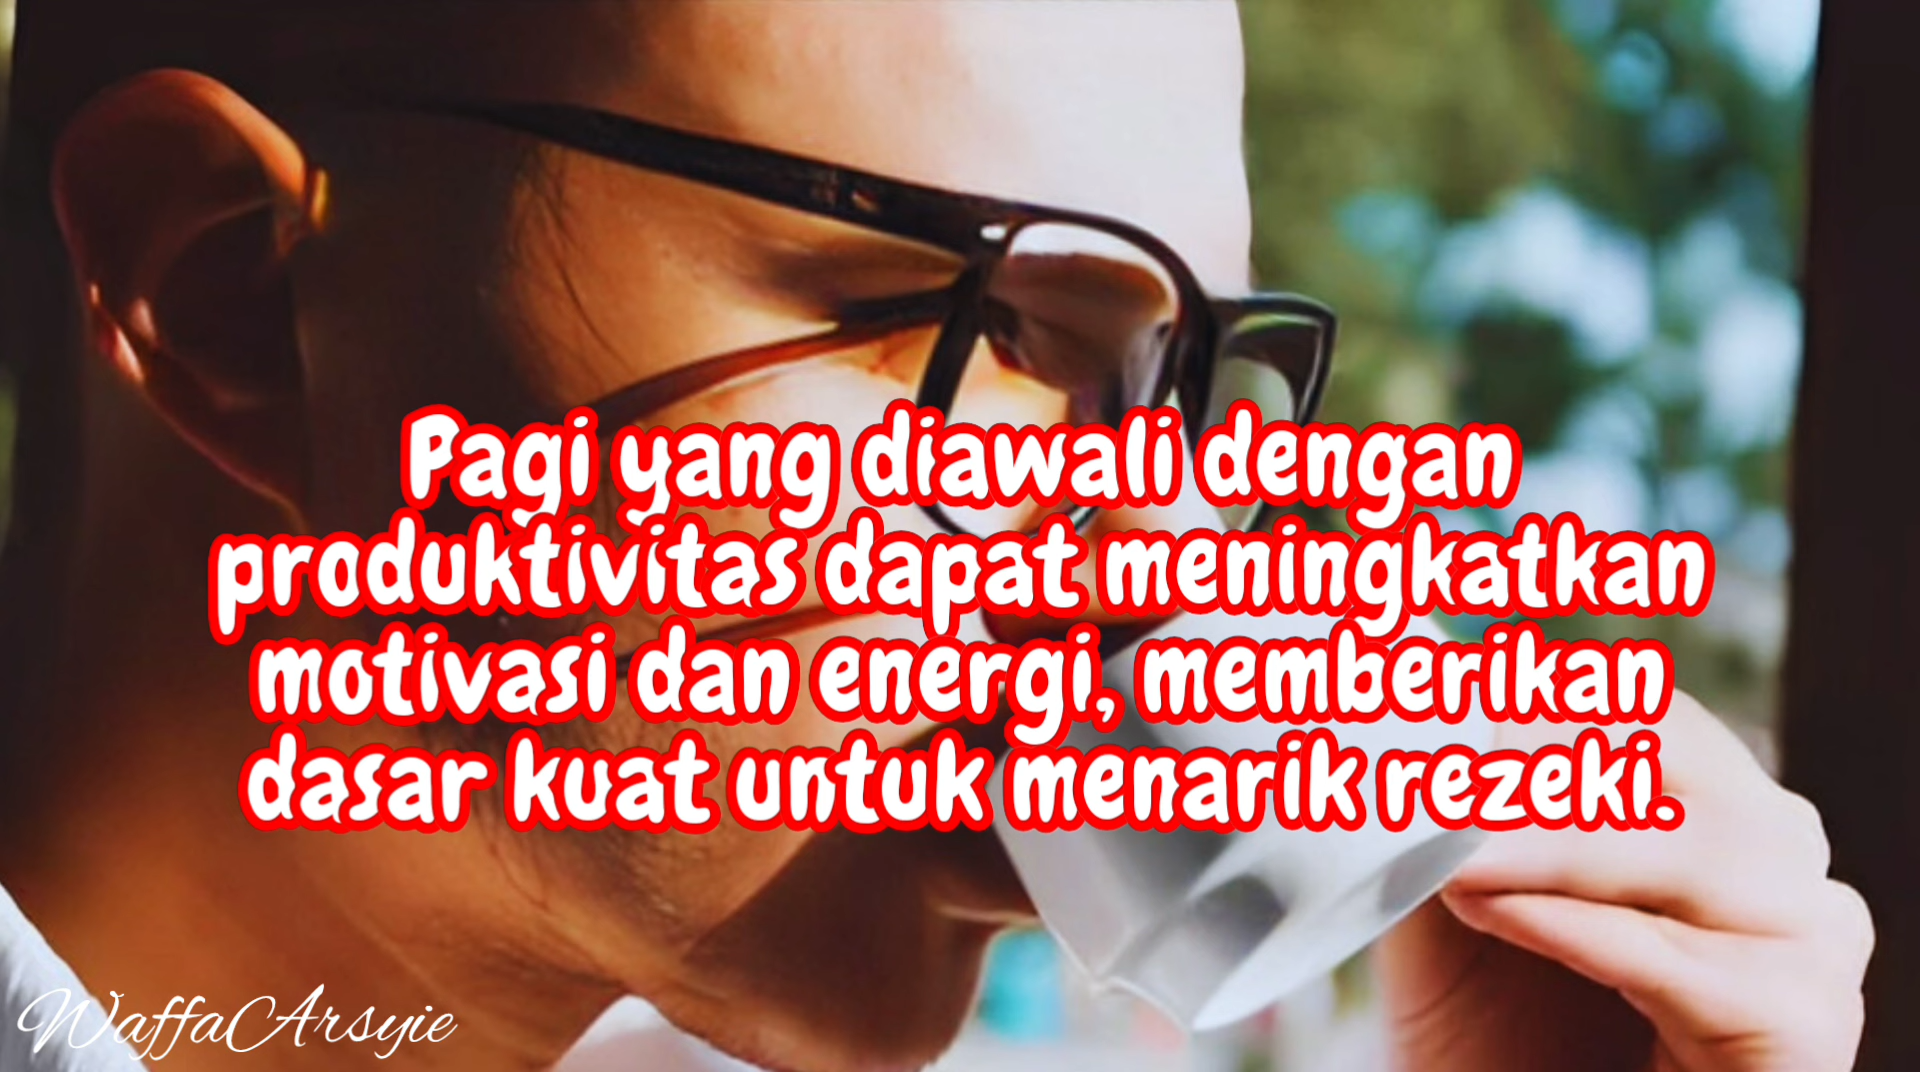 Pagi yang diawali dengan
produktivitas dapat meningkatkan
motivasi dan energi, memberikan
dasar kuat untuk menarik rezeki.
WaffaArsyie